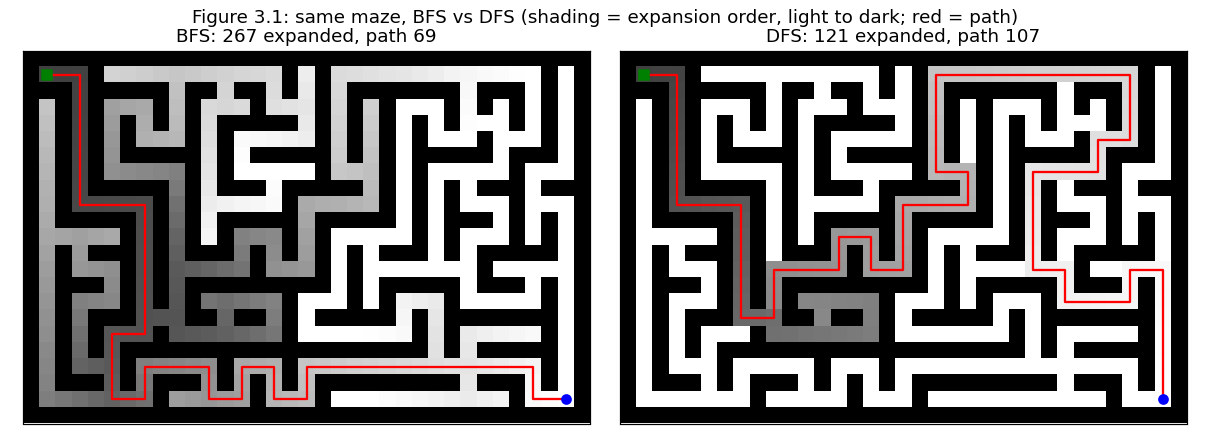 Figure 3.1: same maze, BFS vs DFS (shading = expansion order, light to dark; red = path)
BFS: 267 expanded, path 69
DFS: 121 expanded, path 107